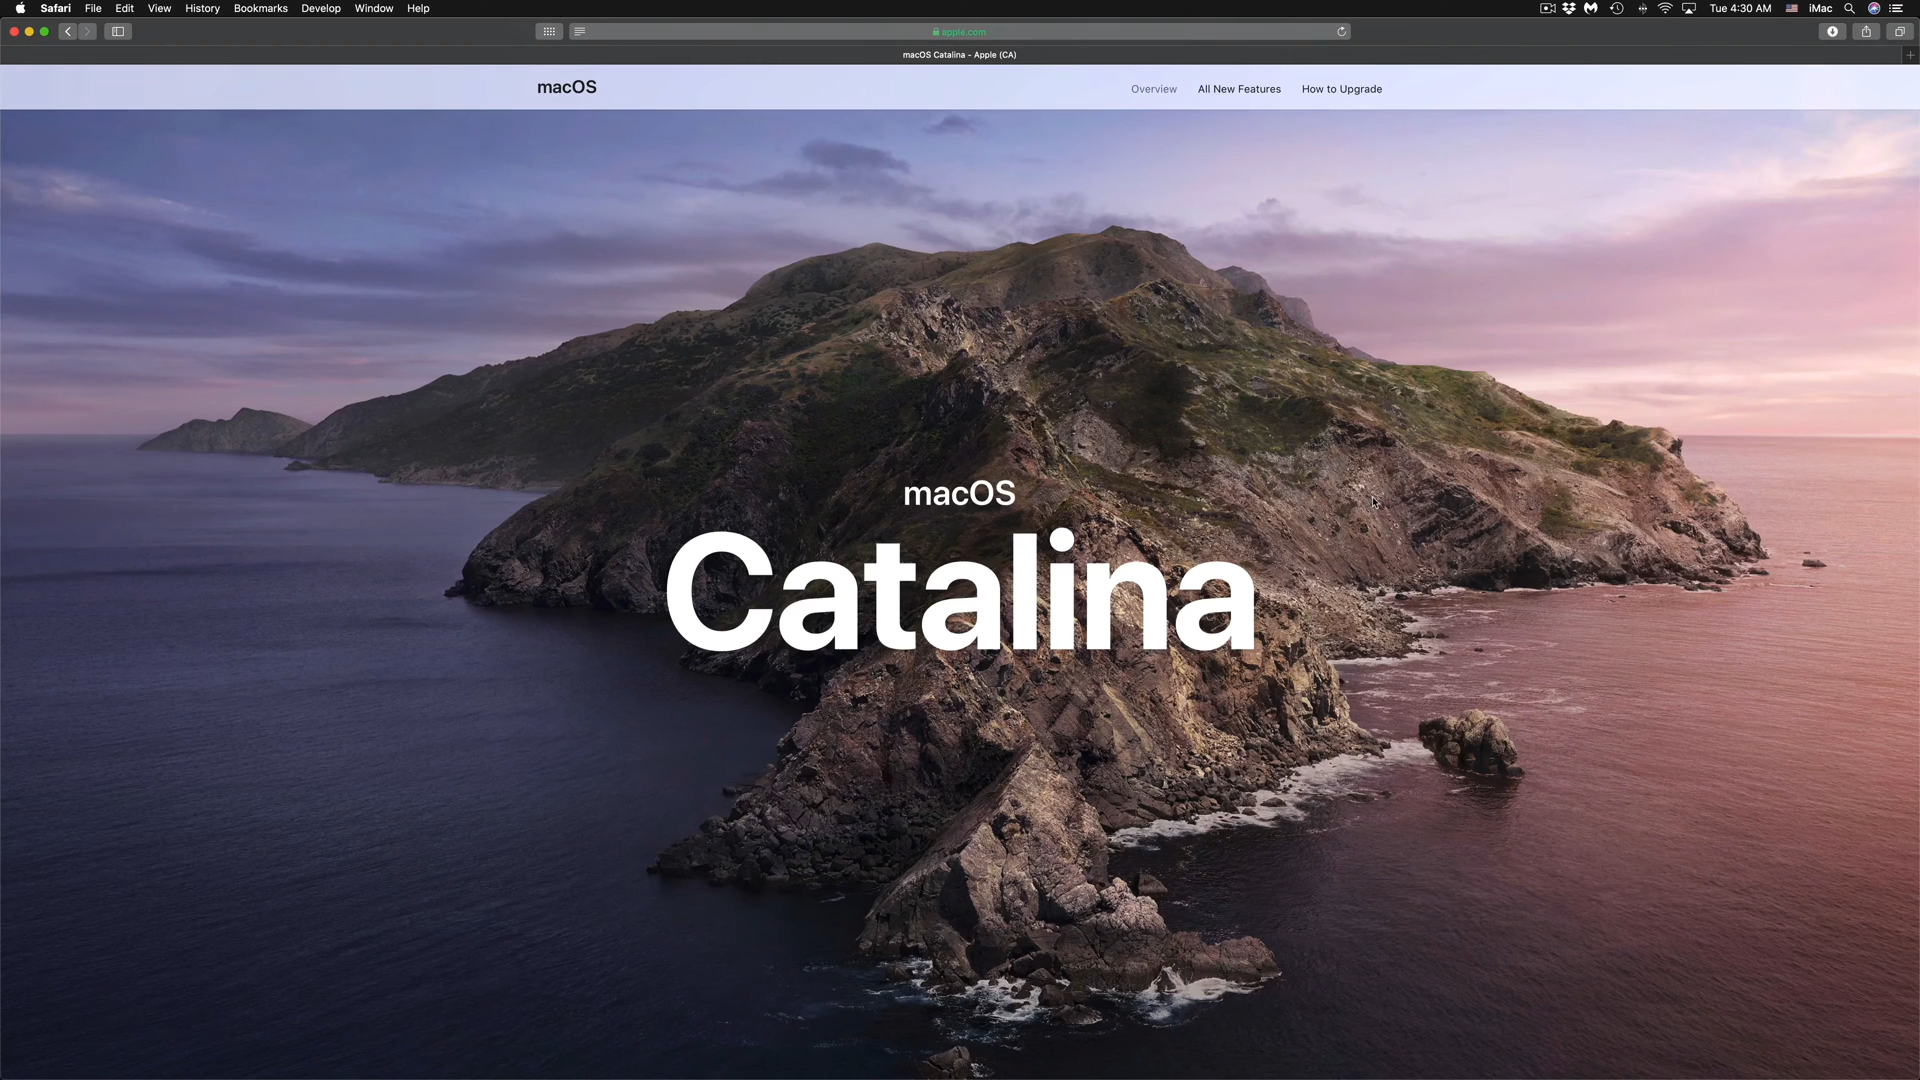 Safari File Edit View History Bookmarks Develop Window Help Tue 4:30 AM iMac
apple.com
macOS Catalina - Apple (CA)
macOS Overview All New Features How to Upgrade
macOS
Catalina